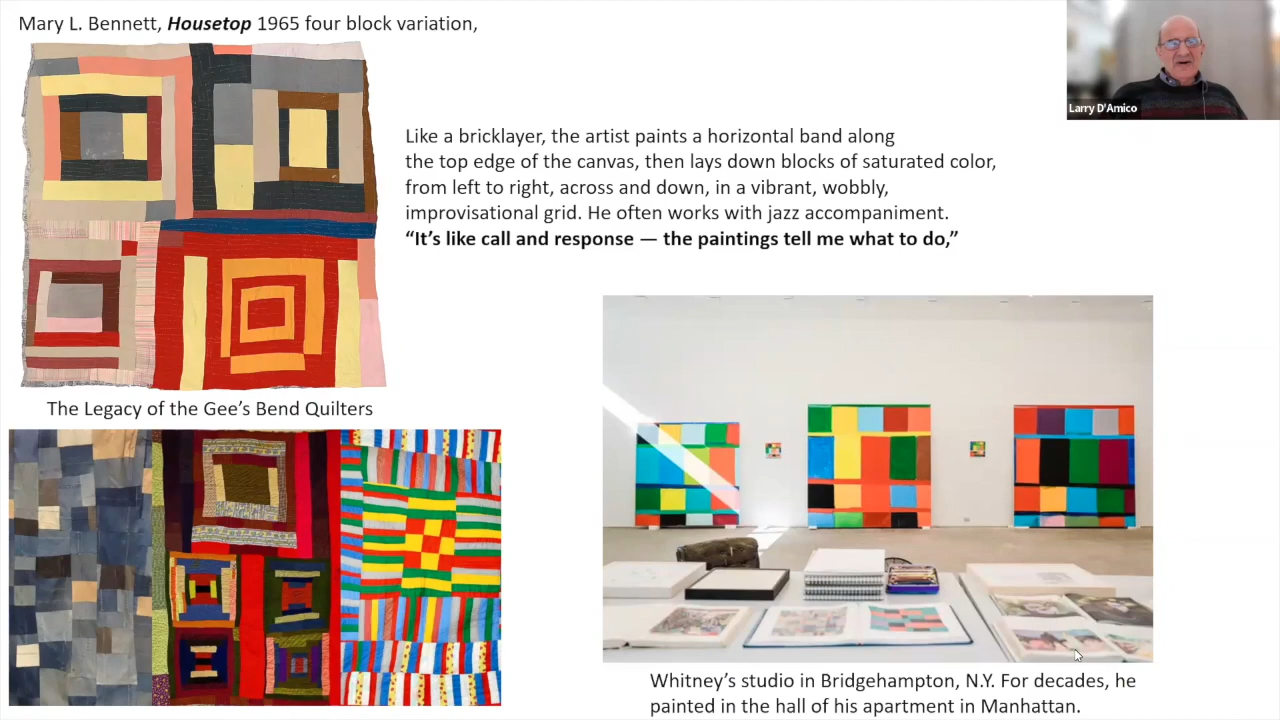 Mary L. Bennett, Housetop 1965 four block variation,
Larry D'Amico
Like a bricklayer, the artist paints a horizontal band along
the top edge of the canvas, then lays down blocks of saturated color,
from left to right, across and down, in a vibrant, wobbly,
improvisational grid. He often works with jazz accompaniment.
“It’s like call and response — the paintings tell me what to do,”
The Legacy of the Gee’s Bend Quilters
Whitney’s studio in Bridgehampton, N.Y. For decades, he
painted in the hall of his apartment in Manhattan.